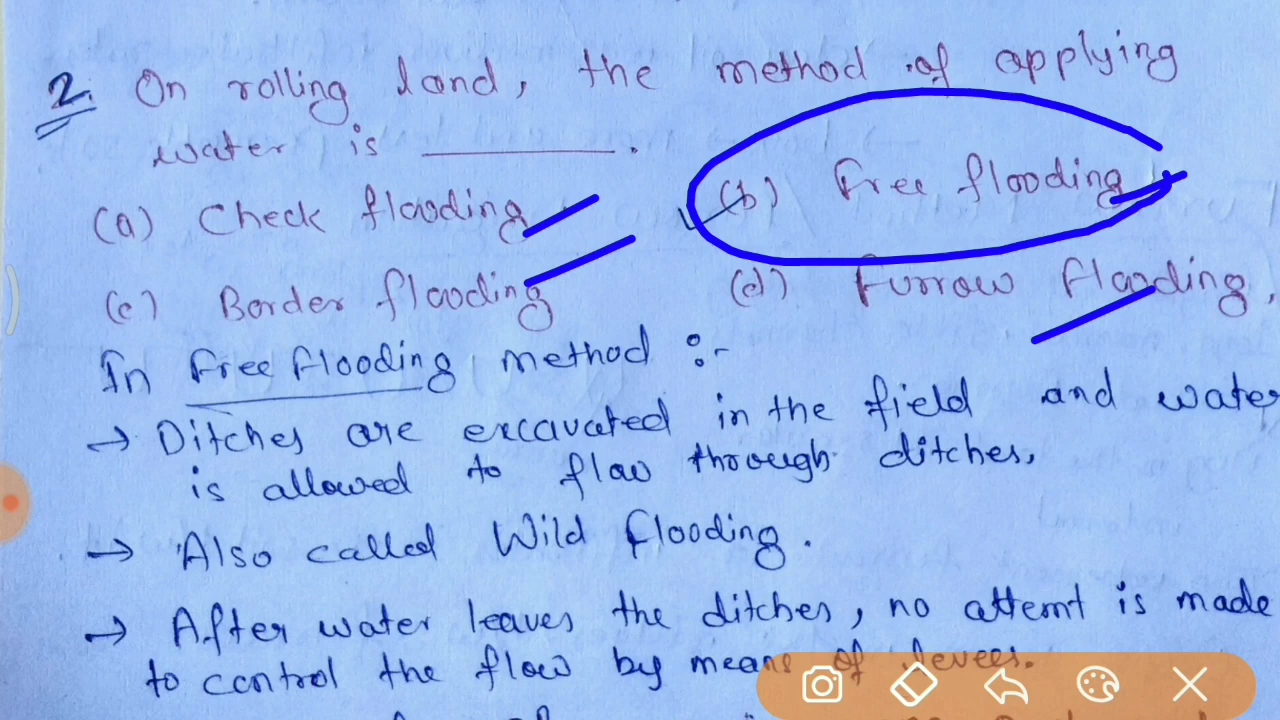 2. On rolling land, the method of applying
water is ________.
(a) Check flooding
(b) Free flooding
(c) Border flooding
(d) Furrow flooding.
In Free flooding method :-
→ Ditches are excavated in the field and water
is allowed to flow through ditches.
→ Also called Wild flooding.
→ After water leaves the ditches, no attemt is made
to control the flow by means of levees.